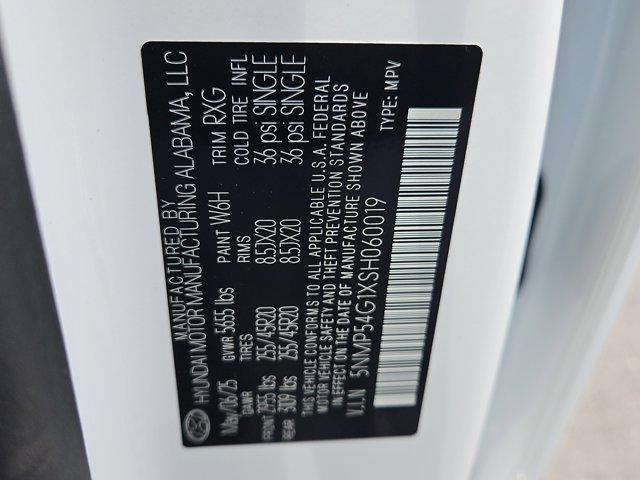 MANUFACTURED BY
HYUNDAI MOTOR MANUFACTURING ALABAMA, LLC
May/06/25 GVWR 5655 lbs PAINT W6H TRIM RXG
GAWR TIRES RIMS COLD TIRE INFL
FRONT 2955 lbs 255/45R20 8.5JX20 36 psi SINGLE
REAR 3109 lbs 255/45R20 8.5JX20 36 psi SINGLE
THIS VEHICLE CONFORMS TO ALL APPLICABLE U.S.A. FEDERAL
MOTOR VEHICLE SAFETY AND THEFT PREVENTION STANDARDS
IN EFFECT ON THE DATE OF MANUFACTURE SHOWN ABOVE
V.I.N 5NMP54G1XSH060019 TYPE: MPV